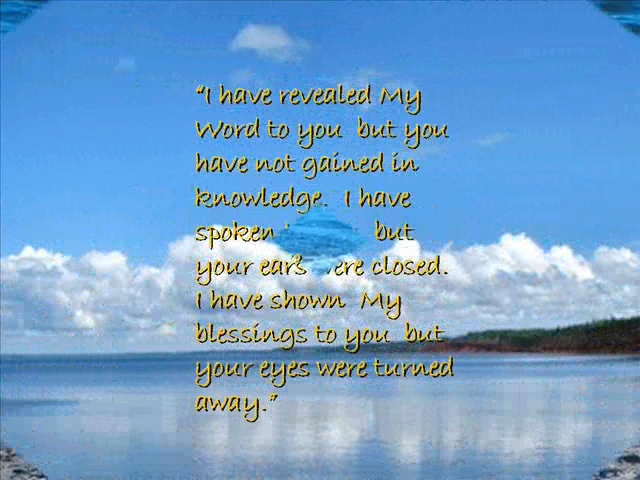 “I have revealed My
Word to you but you
have not gained in
knowledge. I have
spoken but
your ears were closed.
I have shown My
blessings to you but
your eyes were turned
away.”